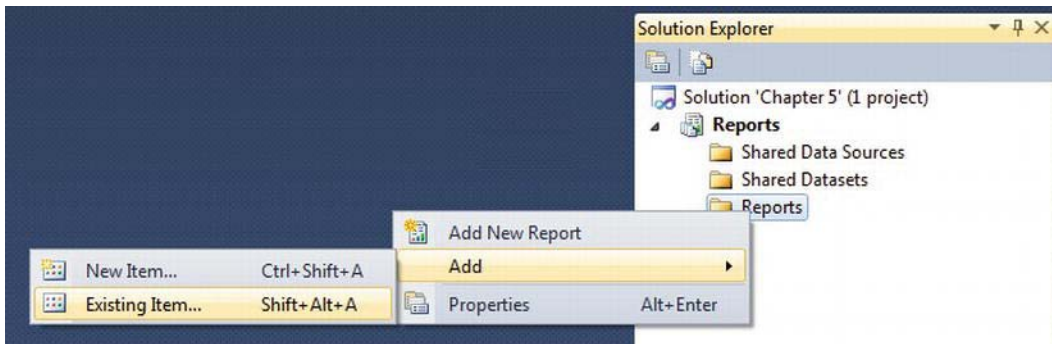 Solution Explorer
Solution 'Chapter 5' (1 project)
Reports
Shared Data Sources
Shared Datasets
Reports
Add New Report
Add
Properties Alt+Enter
New Item... Ctrl+Shift+A
Existing Item... Shift+Alt+A